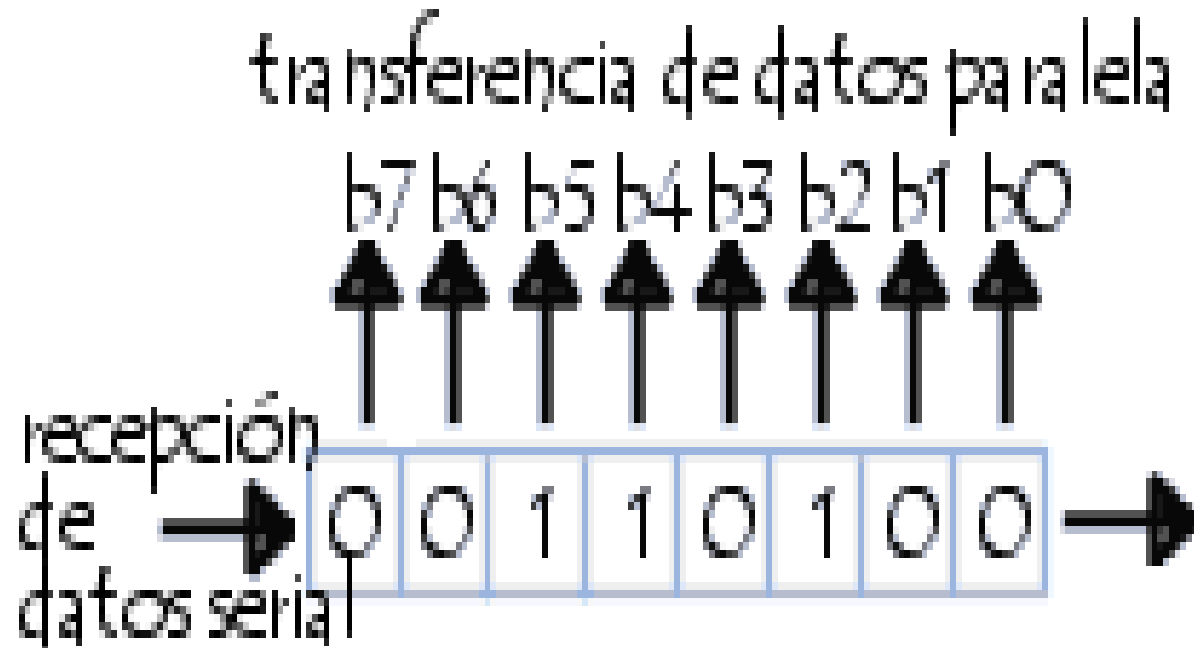 transferencia de datos paralela
b7 b6 b5 b4 b3 b2 b1 b0
recepción
de
datos serial
0 0 1 1 0 1 0 0